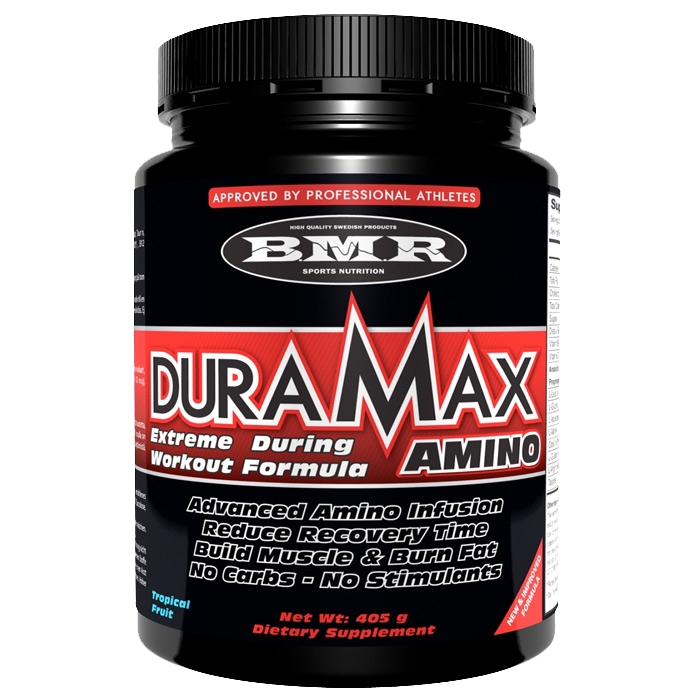 APPROVED BY PROFESSIONAL ATHLETES
HIGH QUALITY SWEDISH PRODUCTS
BMR
SPORTS NUTRITION
DURAMAX
AMINO
Extreme During
Workout Formula
Advanced Amino Infusion
Reduce Recovery Time
Build Muscle & Burn Fat
No Carbs - No Stimulants
Tropical
Fruit
NEW & IMPROVED
FORMULA
Net Wt: 405 g
Dietary Supplement